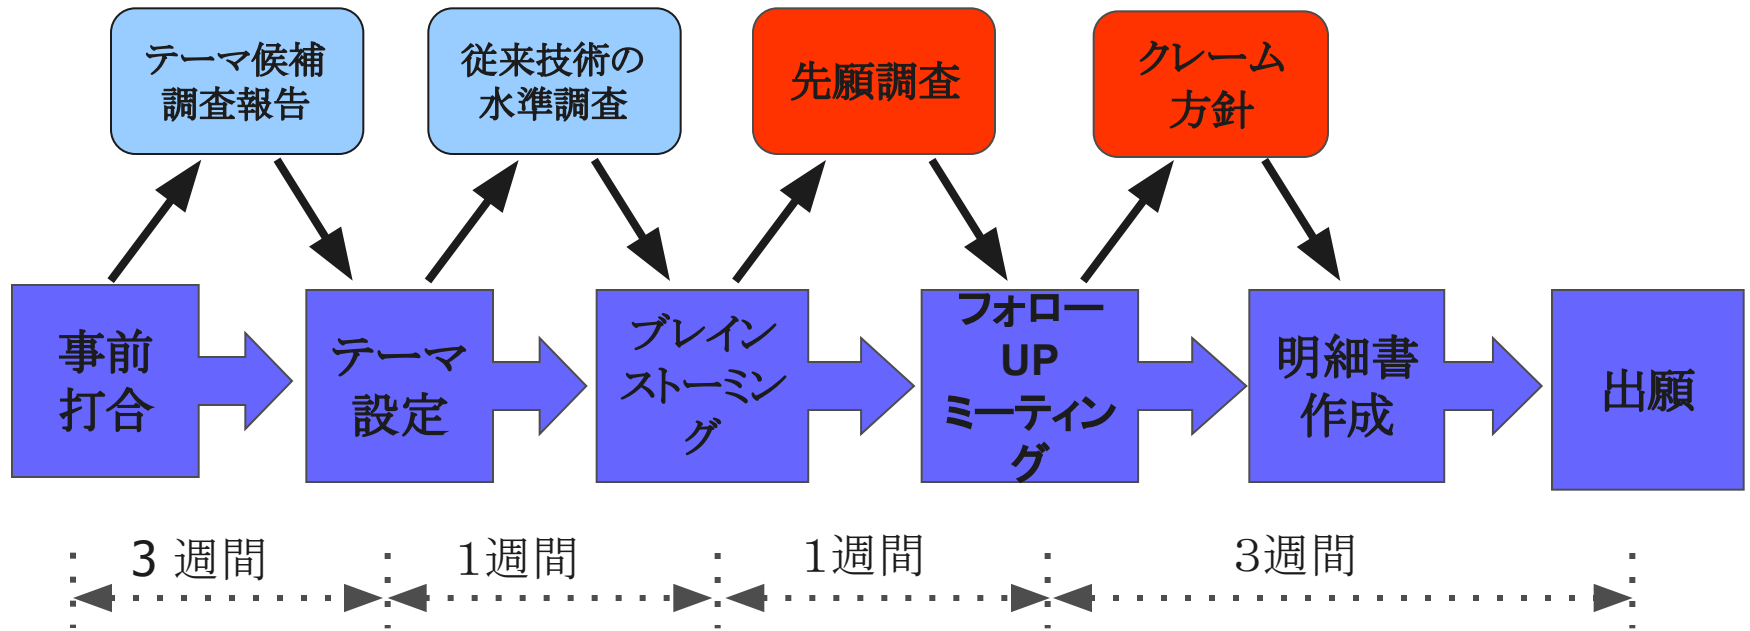 テーマ候補
調査報告
従来技術の
水準調査
先願調査
クレーム
方針
事前
打合
テーマ
設定
ブレイン
ストーミン
グ
フォロー
UP
ミーティン
グ
明細書
作成
出願
3 週間
1週間
1週間
3週間